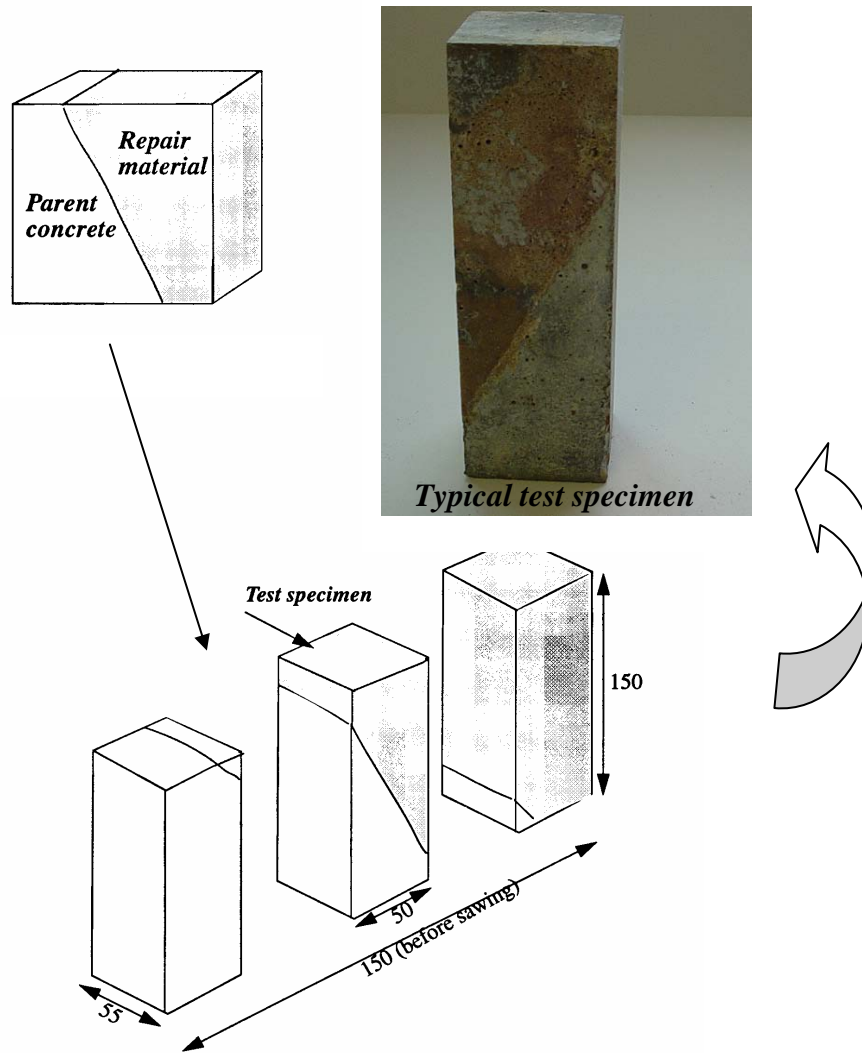 Repair
material
Parent
concrete
Typical test specimen
Test specimen
150
50
150 (before sawing)
55